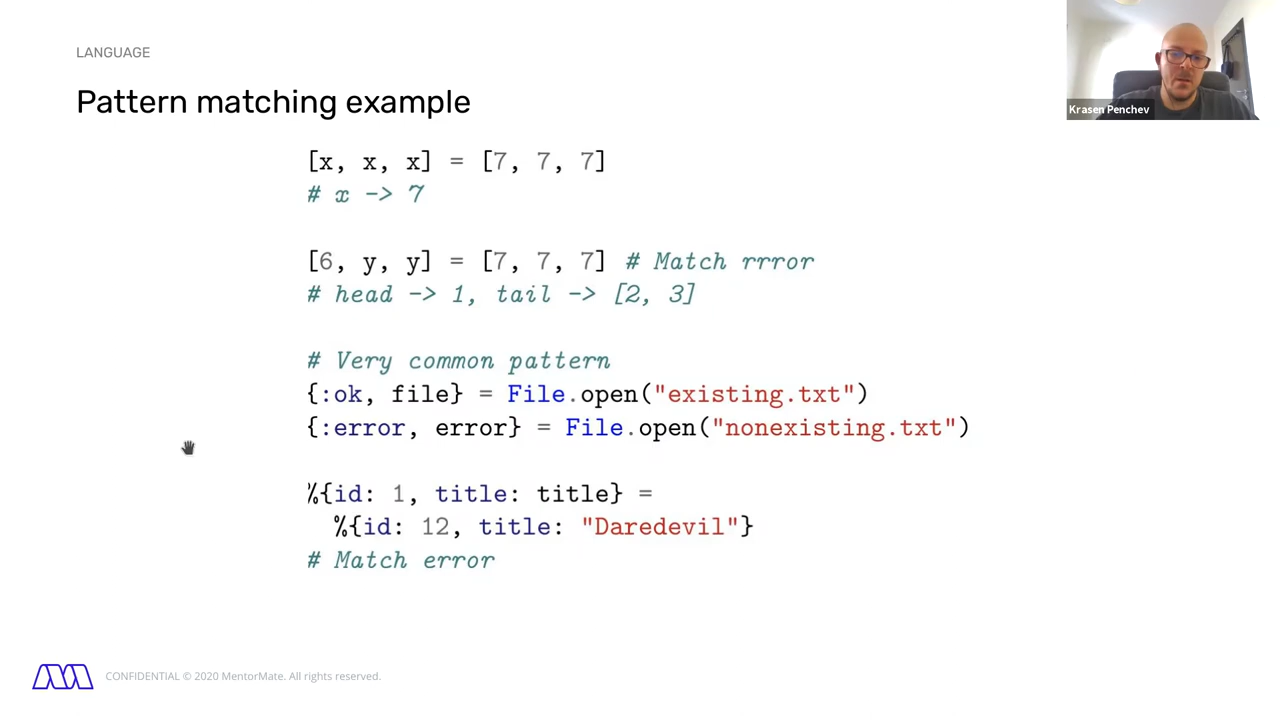 LANGUAGE
Pattern matching example
Krasen Penchev
[x, x, x] = [7, 7, 7]
# x -> 7
[6, y, y] = [7, 7, 7] # Match rrror
# head -> 1, tail -> [2, 3]
# Very common pattern
{:ok, file} = File.open("existing.txt")
{:error, error} = File.open("nonexisting.txt")
%{id: 1, title: title} =
%{id: 12, title: "Daredevil"}
# Match error
CONFIDENTIAL © 2020 MentorMate. All rights reserved.